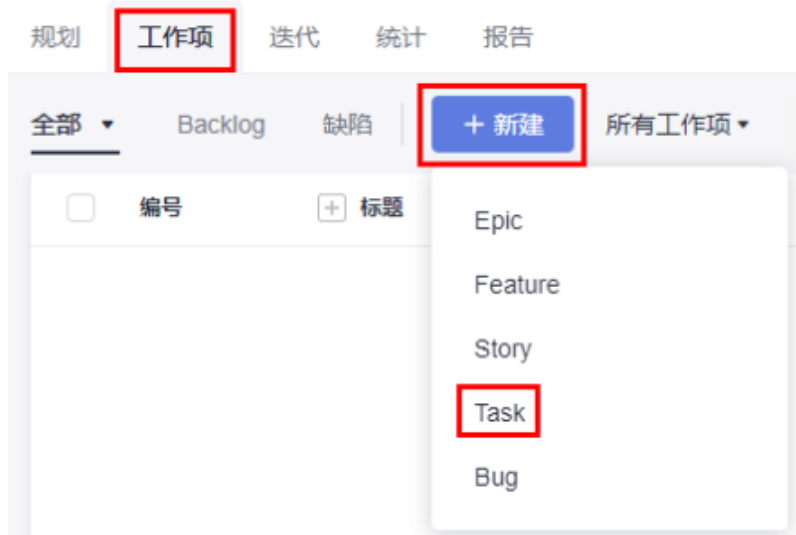 规划 工作项 迭代 统计 报告
全部 Backlog 缺陷 + 新建 所有工作项
编号 标题
Epic
Feature
Story
Task
Bug